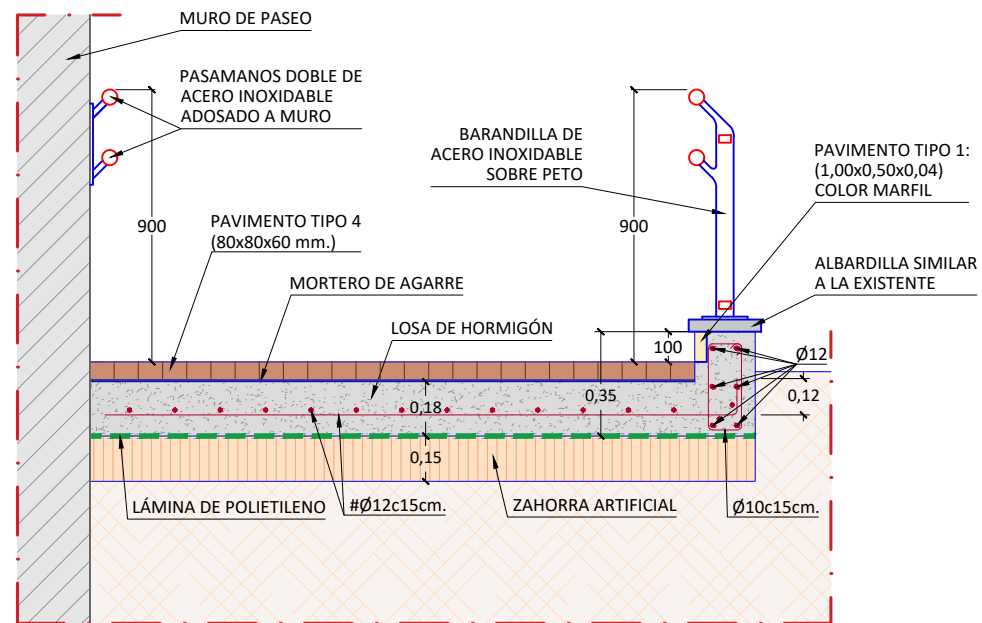 MURO DE PASEO
PASAMANOS DOBLE DE
ACERO INOXIDABLE
ADOSADO A MURO
BARANDILLA DE
ACERO INOXIDABLE
SOBRE PETO
PAVIMENTO TIPO 1:
(1,00x0,50x0,04)
COLOR MARFIL
900
PAVIMENTO TIPO 4
(80x80x60 mm.)
900
ALBARDILLA SIMILAR
A LA EXISTENTE
MORTERO DE AGARRE
LOSA DE HORMIGÓN
100
Ø12
0,35
0,12
0,18
0,15
LÁMINA DE POLIETILENO
#Ø12c15cm.
ZAHORRA ARTIFICIAL
Ø10c15cm.